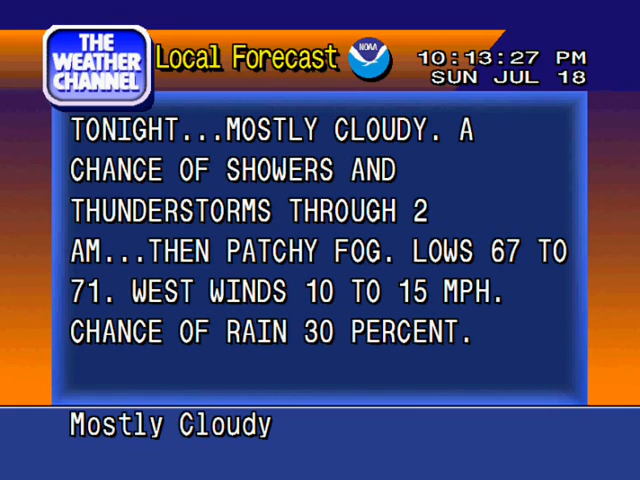 THE
WEATHER
CHANNEL
Local Forecast
NOAA
10:13:27 PM
SUN JUL 18
TONIGHT...MOSTLY CLOUDY. A
CHANCE OF SHOWERS AND
THUNDERSTORMS THROUGH 2
AM...THEN PATCHY FOG. LOWS 67 TO
71. WEST WINDS 10 TO 15 MPH.
CHANCE OF RAIN 30 PERCENT.
Mostly Cloudy